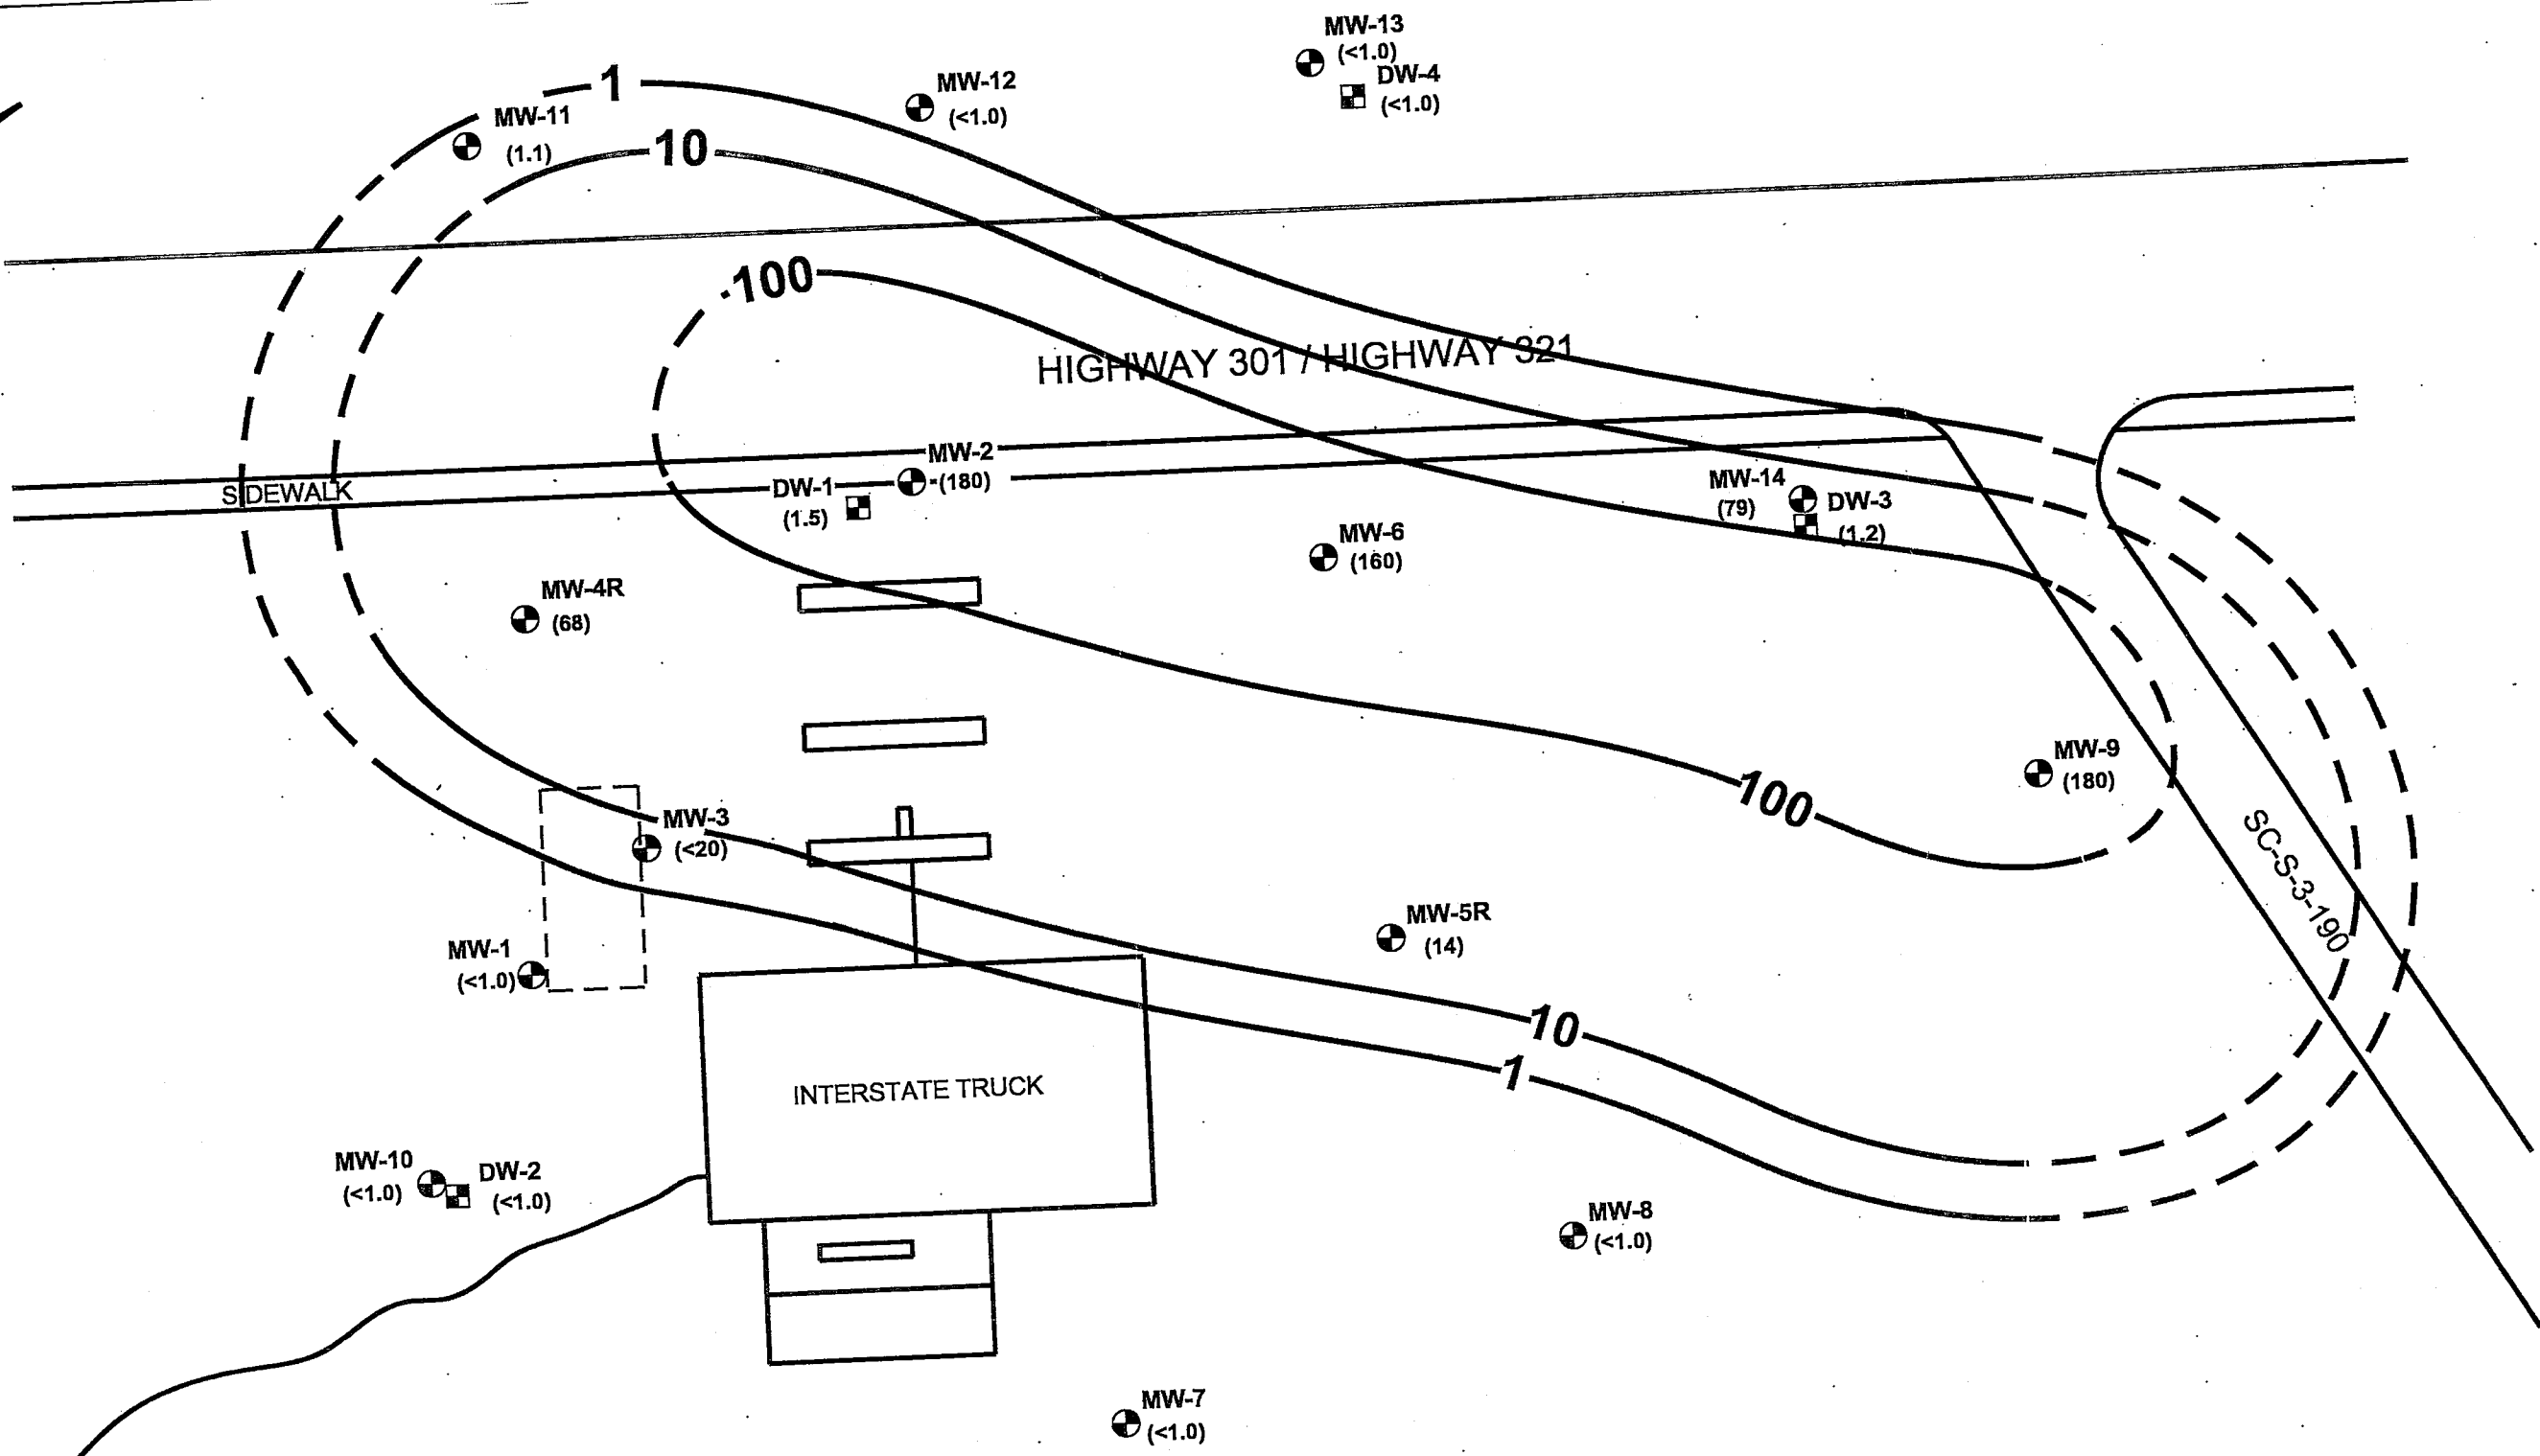 MW-13
(<1.0)
DW-4
(<1.0)
1
MW-12
(<1.0)
MW-11
(1.1)
10
100
HIGHWAY 301 / HIGHWAY 321
MW-2
(180)
DW-1
(1.5)
SIDEWALK
MW-14
(79)
DW-3
(1.2)
MW-6
(160)
MW-4R
(68)
MW-9
(180)
100
MW-3
(<20)
SC-S-3-190
MW-5R
(14)
MW-1
(<1.0)
10
1
INTERSTATE TRUCK
MW-10
(<1.0)
DW-2
(<1.0)
MW-8
(<1.0)
MW-7
(<1.0)